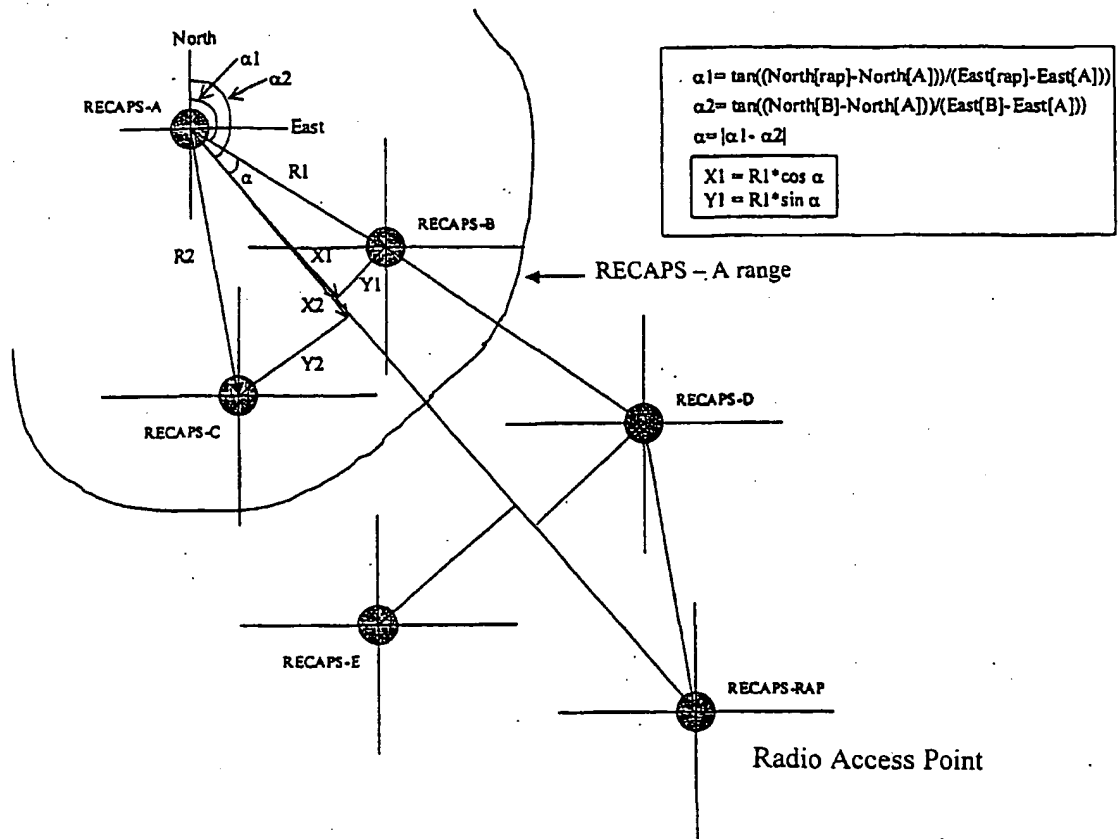 North
α1
α2
RECAPS-A
East
α
R1
R2
RECAPS-B
X1
Y1
X2
Y2
RECAPS – A range
RECAPS-C
RECAPS-D
RECAPS-E
RECAPS-RAP
Radio Access Point
α1= tan((North[rap]-North[A]))/(East[rap]-East[A]))
α2= tan((North[B]-North[A]))/(East[B]-East[A]))
α=|α1- α2|
X1 = R1*cos α
Y1 = R1*sin α